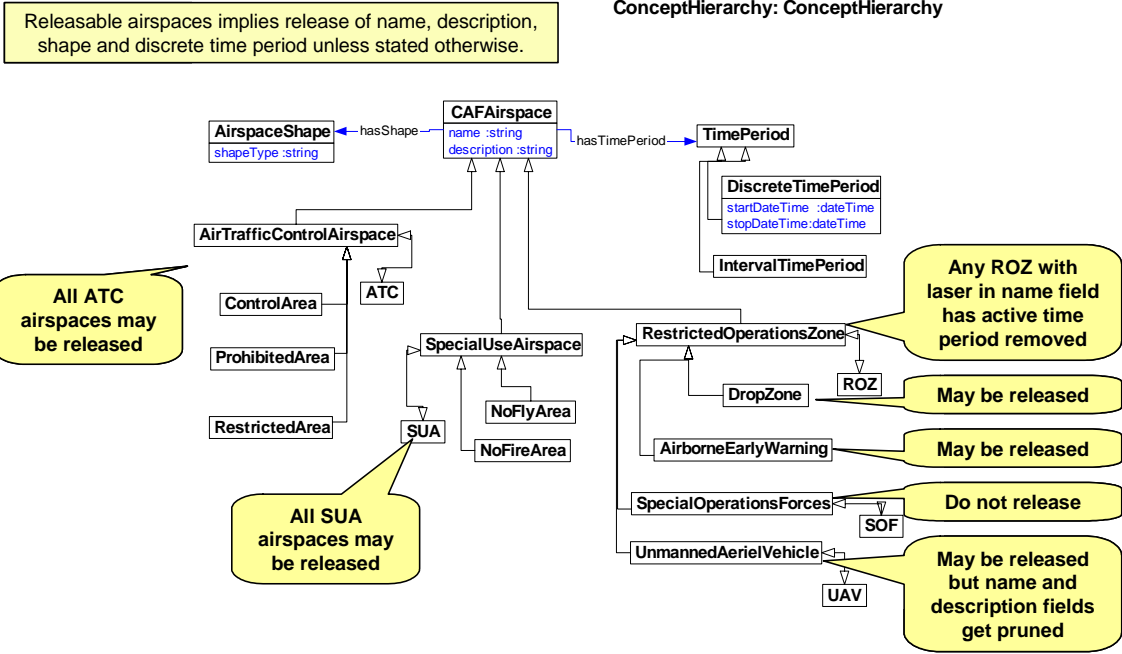 ConceptHierarchy: ConceptHierarchy
Releasable airspaces implies release of name, description,
shape and discrete time period unless stated otherwise.
CAFAirspace
name :string
description :string
AirspaceShape
shapeType :string
hasShape
hasTimePeriod
TimePeriod
DiscreteTimePeriod
startDateTime :dateTime
stopDateTime:dateTime
IntervalTimePeriod
AirTrafficControlAirspace
ATC
All ATC
airspaces may
be released
ControlArea
ProhibitedArea
RestrictedArea
SpecialUseAirspace
NoFlyArea
SUA
NoFireArea
All SUA
airspaces may
be released
Any ROZ with
laser in name field
has active time
period removed
RestrictedOperationsZone
ROZ
DropZone
May be released
AirborneEarlyWarning
May be released
SpecialOperationsForces
SOF
Do not release
UnmannedAerielVehicle
UAV
May be released
but name and
description fields
get pruned